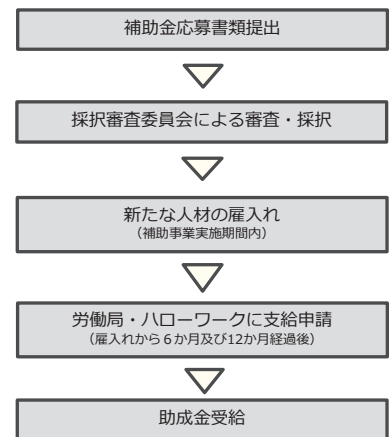 補助金応募書類提出
採択審査委員会による審査・採択
新たな人材の雇入れ
（補助事業実施期間内）
労働局・ハローワークに支給申請
（雇入れから６か月及び12か月経過後）
助成金受給